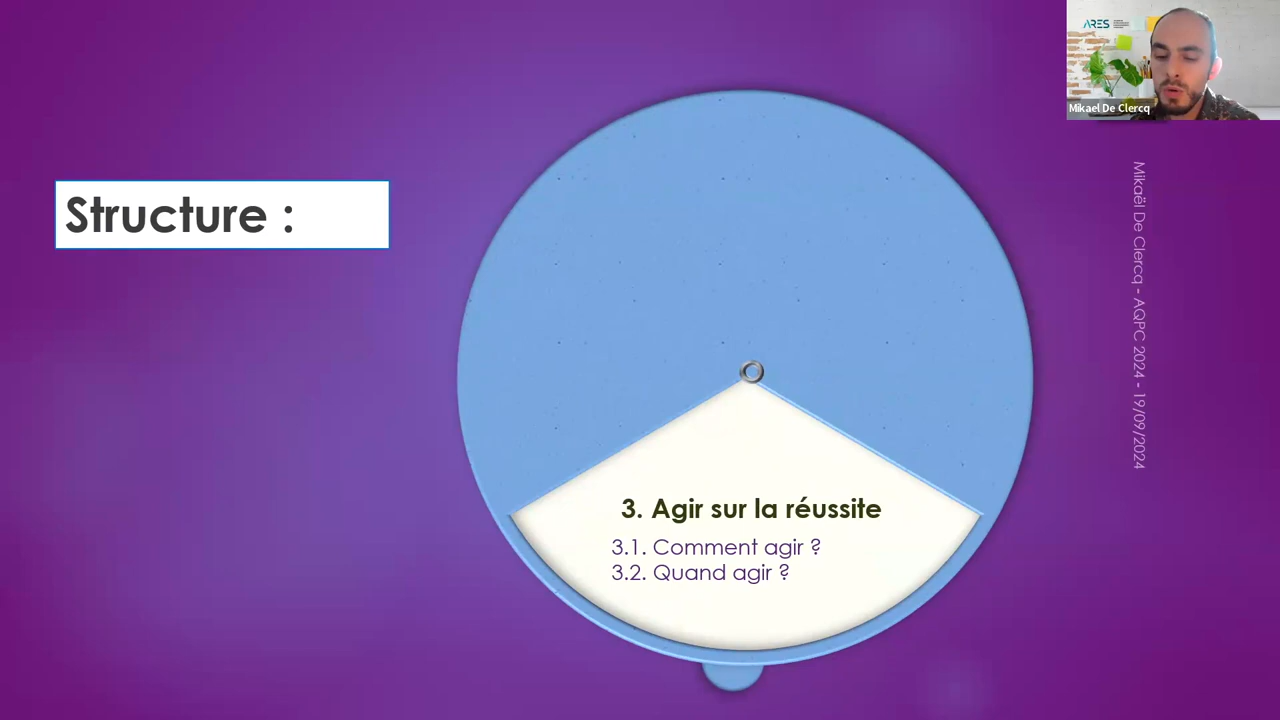 ARES
Mikael De Clercq
Structure :
Mikaël De Clercq - AQPC 2024 - 19/09/2024
3. Agir sur la réussite
3.1. Comment agir ?
3.2. Quand agir ?